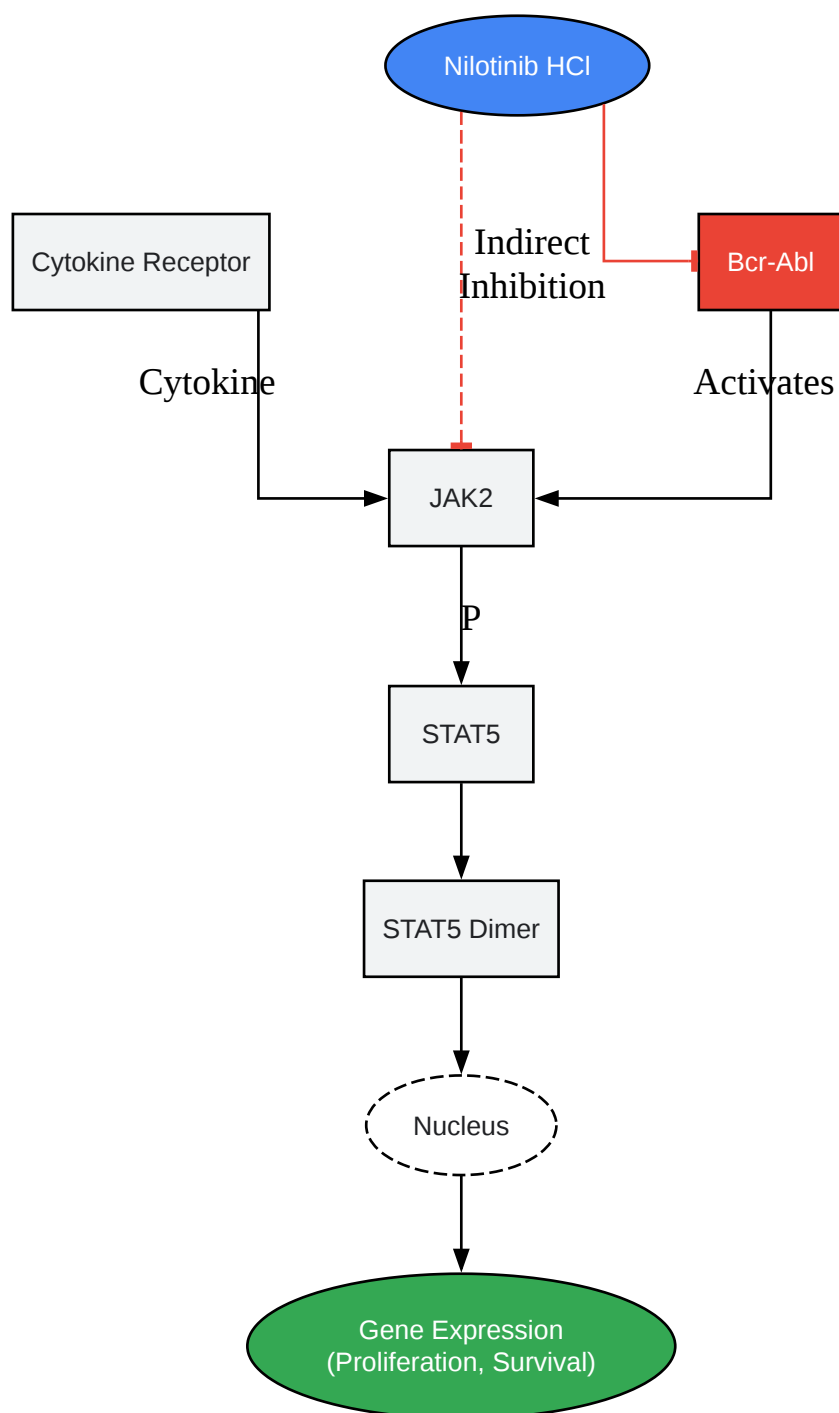 Nilotinib HCl
Indirect
Inhibition
Cytokine Receptor
Bcr-Abl
Cytokine
Activates
JAK2
P
STAT5
STAT5 Dimer
Nucleus
Gene Expression
(Proliferation, Survival)